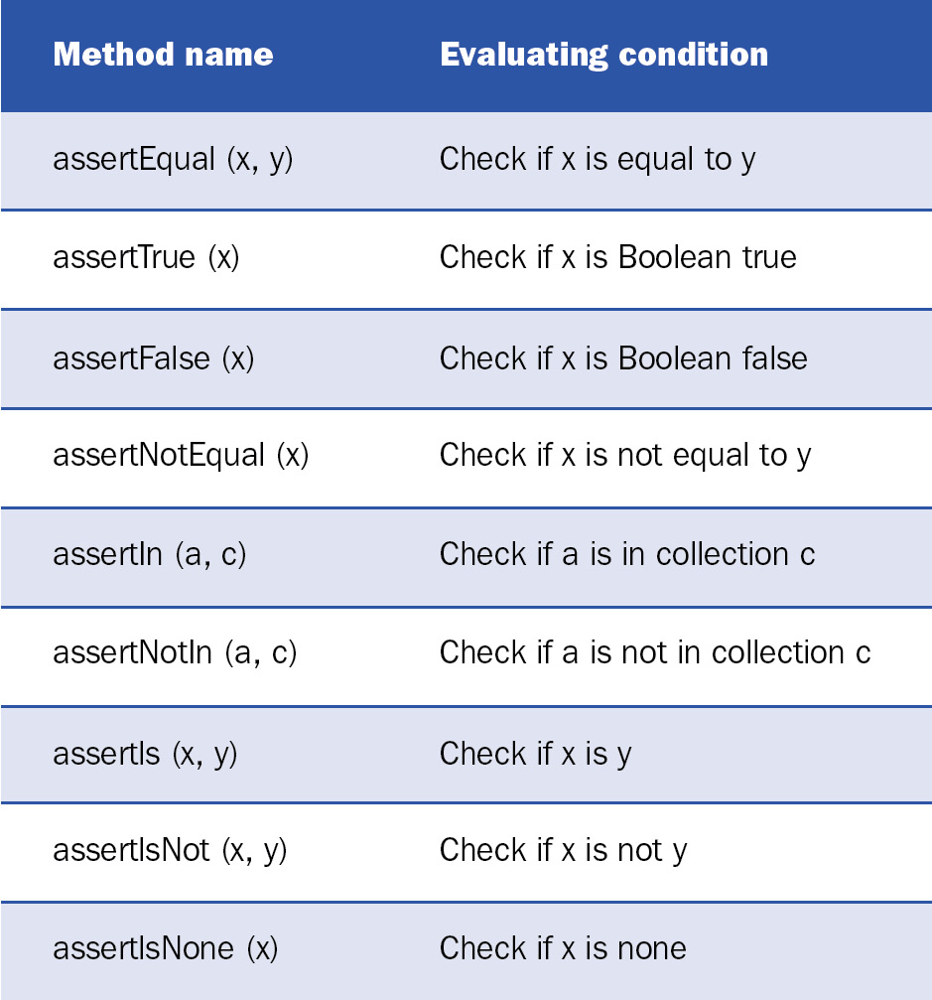 Method name Evaluating condition
assertEqual (x, y) Check if x is equal to y
assertTrue (x) Check if x is Boolean true
assertFalse (x) Check if x is Boolean false
assertNotEqual (x) Check if x is not equal to y
assertIn (a, c) Check if a is in collection c
assertNotIn (a, c) Check if a is not in collection c
assertIs (x, y) Check if x is y
assertIsNot (x, y) Check if x is not y
assertIsNone (x) Check if x is none